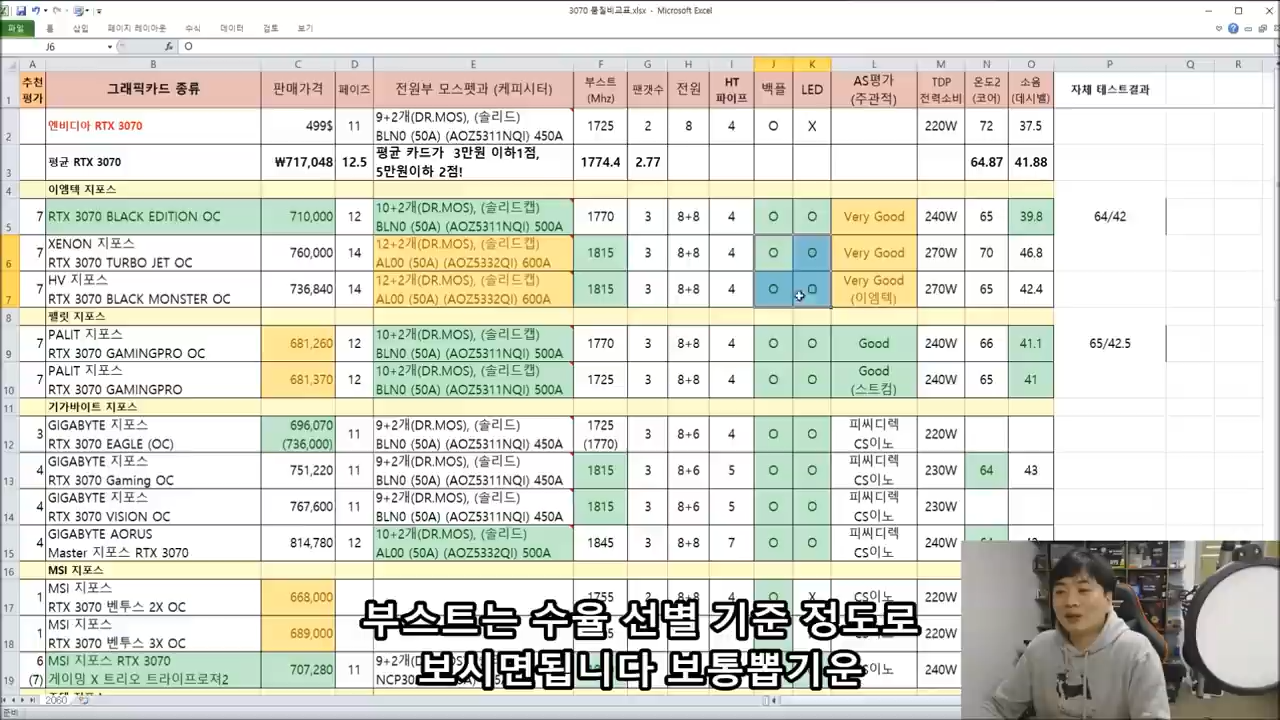 3070 품질비교표.xlsx - Microsoft Excel
파일 홈 삽입 페이지 레이아웃 수식 데이터 검토 보기
J6 fx O
A B C D E F G H I J K L M N O P Q R
1 추천평가 그래픽카드 종류 판매가격 페이즈 전원부 모스펫과 (케피시터) 부스트 (Mhz) 팬갯수 전원 HT 파이프 백플 LED AS평가 (주관적) TDP 전력소비 온도2 (코어) 소음 (데시벨) 자체 테스트결과
2 엔비디아 RTX 3070 499$ 11 9+2개(DR.MOS), (솔리드) BLN0 (50A) (AOZ5311NQI) 450A 1725 2 8 4 O X 220W 72 37.5
3 평균 RTX 3070 ₩717,048 12.5 평균 카드가 3만원 이하1점, 5만원이하 2점! 1774.4 2.77 64.87 41.88
4 이엠텍 지포스
5 7 RTX 3070 BLACK EDITION OC 710,000 12 10+2개(DR.MOS), (솔리드캡) BLN0 (50A) (AOZ5311NQI) 500A 1770 3 8+8 4 O O Very Good 240W 65 39.8 64/42
6 7 XENON 지포스 RTX 3070 TURBO JET OC 760,000 14 12+2개(DR.MOS), (솔리드캡) AL00 (50A) (AOZ5332QI) 600A 1815 3 8+8 4 O O Very Good 270W 70 46.8
7 7 HV 지포스 RTX 3070 BLACK MONSTER OC 736,840 14 12+2개(DR.MOS), (솔리드캡) AL00 (50A) (AOZ5332QI) 600A 1815 3 8+8 4 O O Very Good (이엠텍) 270W 65 42.4
8 팰릿 지포스
9 7 PALIT 지포스 RTX 3070 GAMINGPRO OC 681,260 12 10+2개(DR.MOS), (솔리드캡) BLN0 (50A) (AOZ5311NQI) 500A 1770 3 8+8 4 O O Good 240W 66 41.1 65/42.5
10 7 PALIT 지포스 RTX 3070 GAMINGPRO 681,370 12 10+2개(DR.MOS), (솔리드캡) BLN0 (50A) (AOZ5311NQI) 500A 1725 3 8+8 4 O O Good (스트컴) 240W 65 41
11 기가바이트 지포스
12 3 GIGABYTE 지포스 RTX 3070 EAGLE (OC) 696,070 (736,000) 11 9+2개(DR.MOS), (솔리드) BLN0 (50A) (AOZ5311NQI) 450A 1725 (1770) 3 8+6 4 O O 피씨디렉 CS이노 220W
13 4 GIGABYTE 지포스 RTX 3070 Gaming OC 751,220 11 9+2개(DR.MOS), (솔리드) BLN0 (50A) (AOZ5311NQI) 450A 1815 3 8+6 5 O O 피씨디렉 CS이노 230W 64 43
14 4 GIGABYTE 지포스 RTX 3070 VISION OC 767,600 11 9+2개(DR.MOS), (솔리드) BLN0 (50A) (AOZ5311NQI) 450A 1815 3 8+6 5 O O 피씨디렉 CS이노 230W
15 4 GIGABYTE AORUS Master 지포스 RTX 3070 814,780 12 10+2개(DR.MOS), (솔리드) AL00 (50A) (AOZ5332QI) 500A 1845 3 8+8 7 O O 피씨디렉 CS이노 240W
16 MSI 지포스
17 1 MSI 지포스 RTX 3070 벤투스 2X OC 668,000 1755
18 1 MSI 지포스 RTX 3070 벤투스 3X OC 689,000
19 6 (7) MSI 지포스 RTX 3070 게이밍 X 트리오 트라이프로져2 707,280 11
부스트는 수율 선별 기준 정도로
보시면됩니다 보통뽑기운
2060
준비